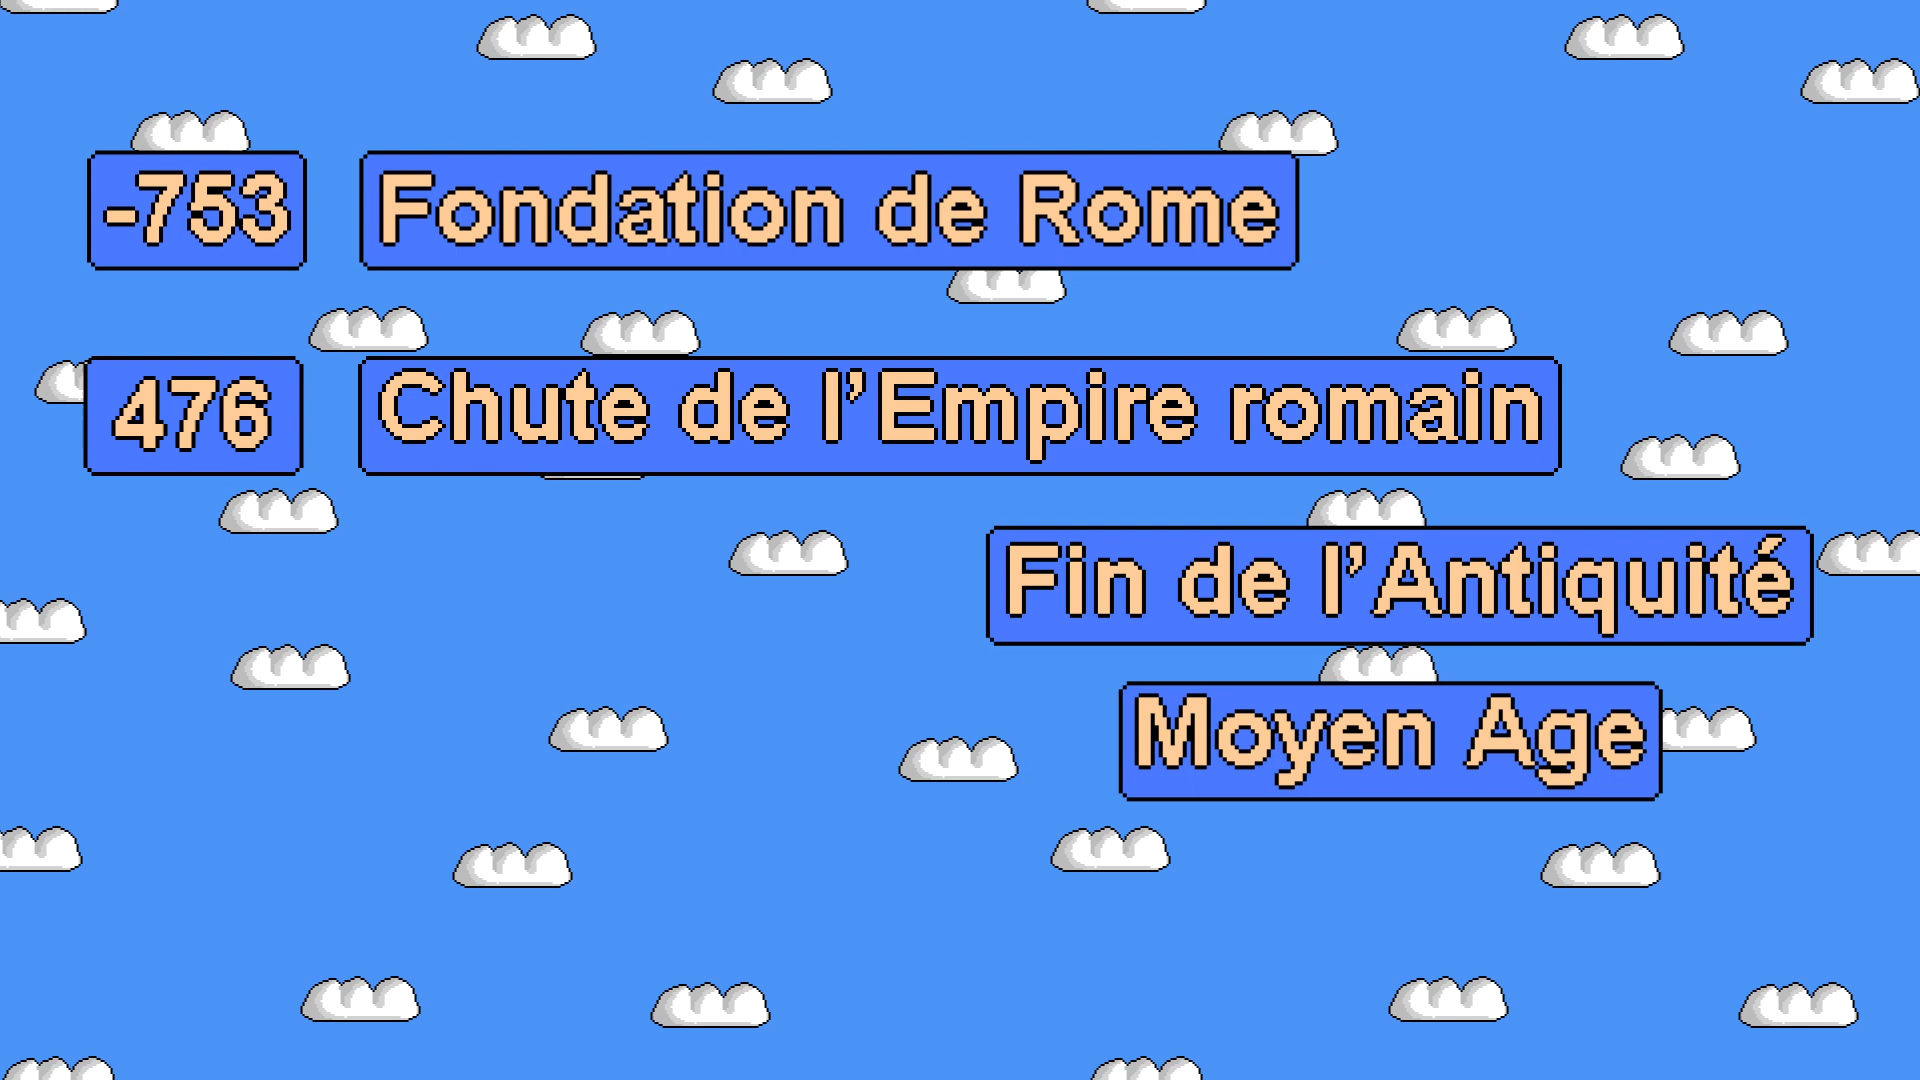 -753 Fondation de Rome
476 Chute de l’Empire romain
Fin de l’Antiquité
Moyen Age